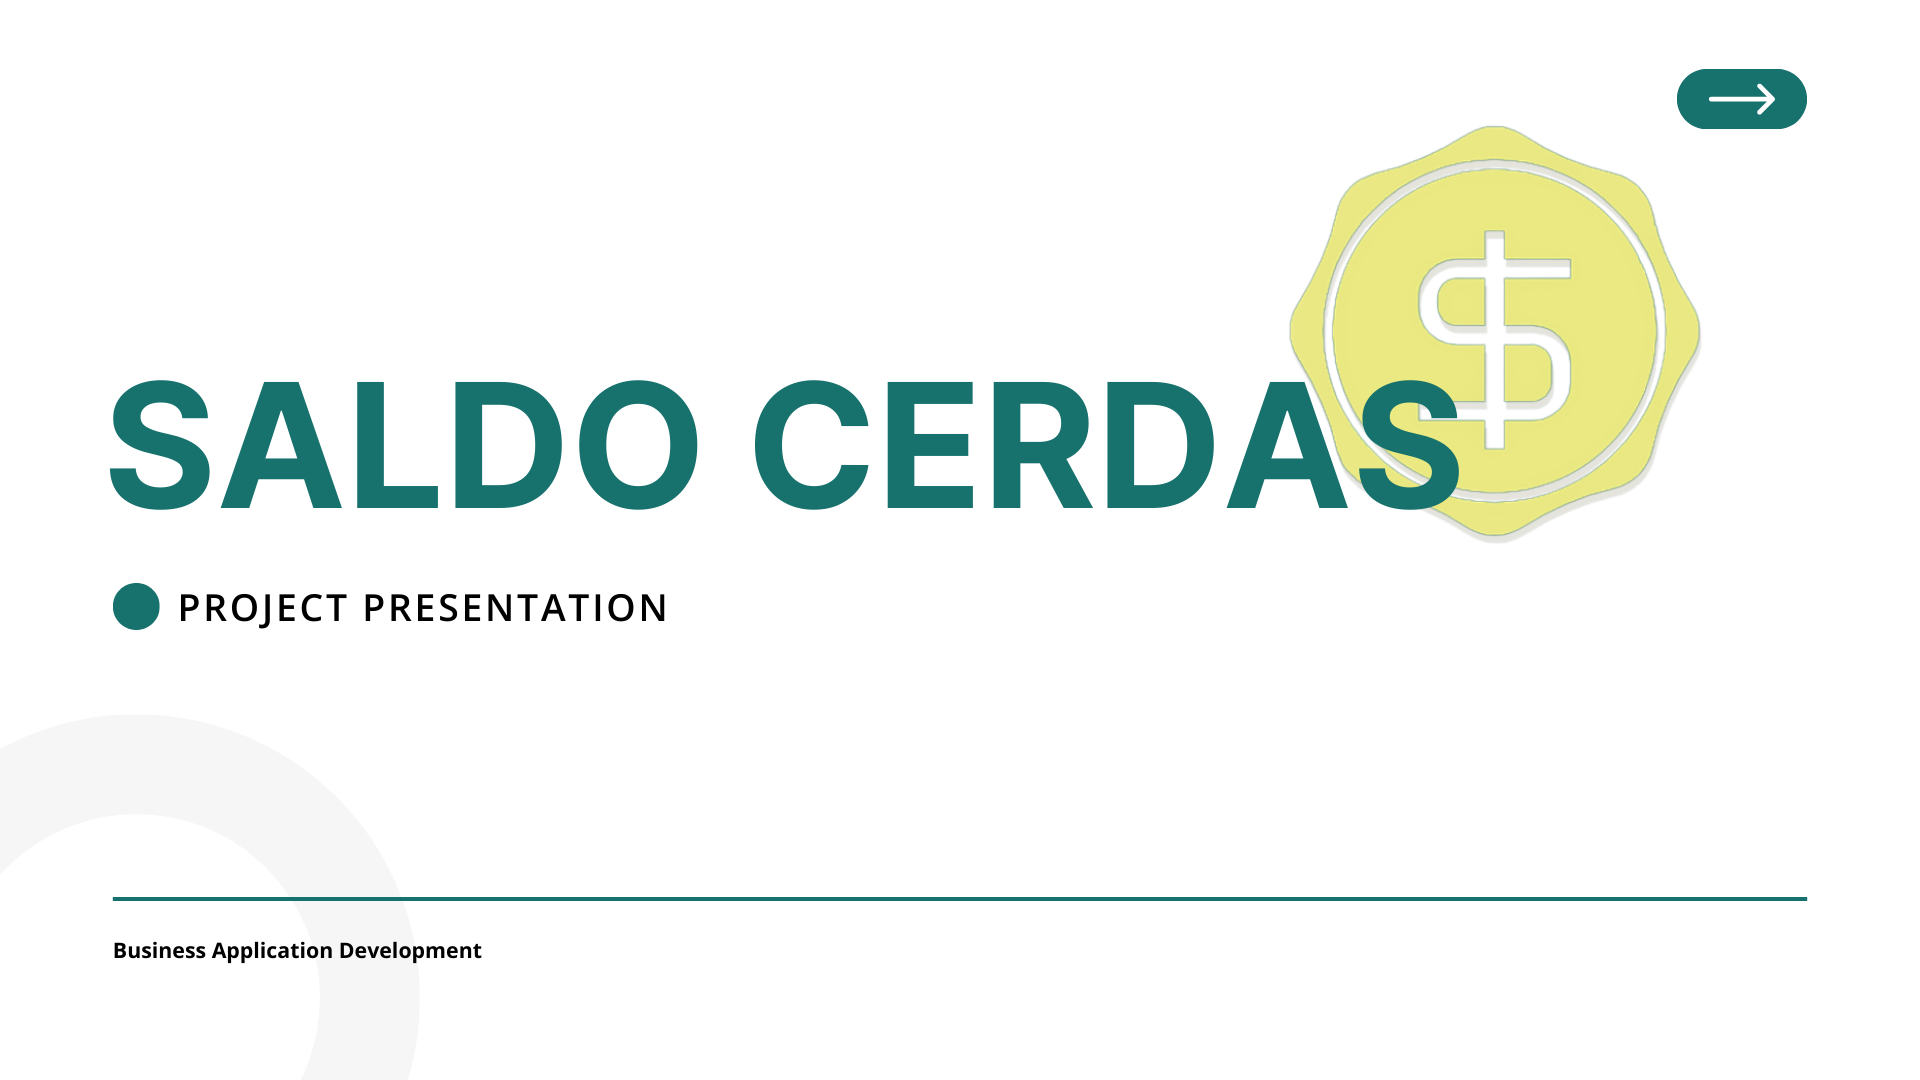 SALDO CERDAS
PROJECT PRESENTATION
Business Application Development